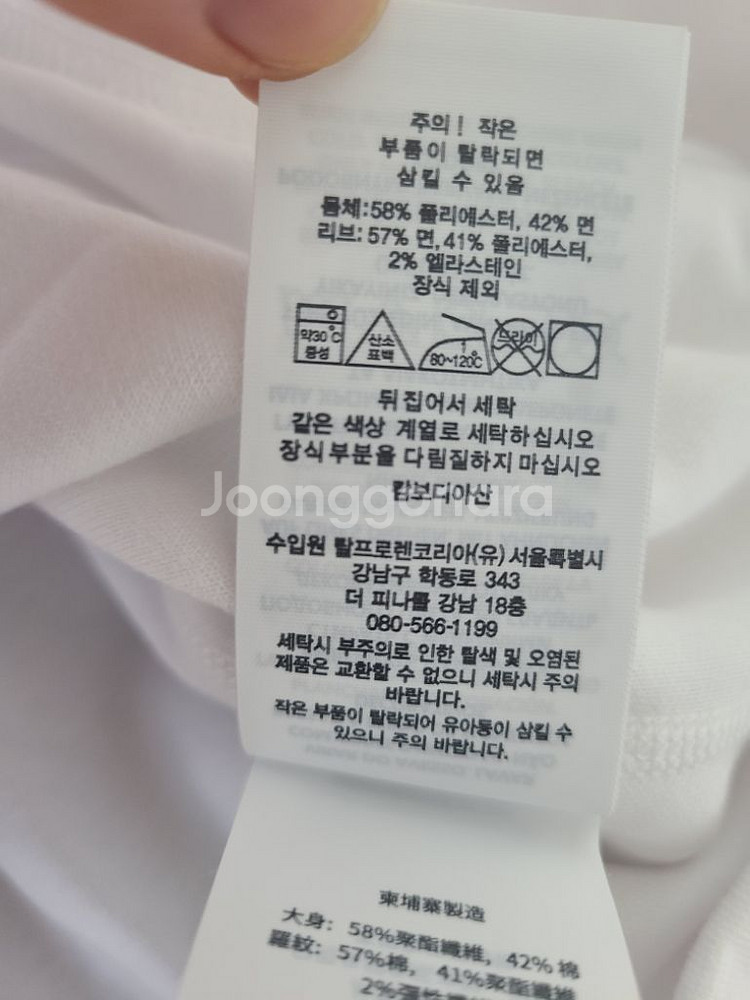 주의! 작은
부품이 탈락되면
삼킬 수 있음
몸체:58% 폴리에스터, 42% 면
리브: 57% 면,41% 폴리에스터,
2% 엘라스테인
장식 제외
약30℃ 중성
산소 표백
80~120℃
드라이
뒤집어서 세탁
같은 색상 계열로 세탁하십시오
장식부분을 다림질하지 마십시오
캄보디아산
Joonggonara
수입원 랄프로렌코리아(유) 서울특별시
강남구 학동로 343
더 피나클 강남 18층
080-566-1199
세탁시 부주의로 인한 탈색 및 오염된
제품은 교환할 수 없으니 세탁시 주의
바랍니다.
작은 부품이 탈락되어 유아동이 삼킬 수
있으니 주의 바랍니다.
柬埔寨製造
大身: 58%聚酯纖維, 42% 棉
羅紋: 57%棉, 41%聚酯纖維